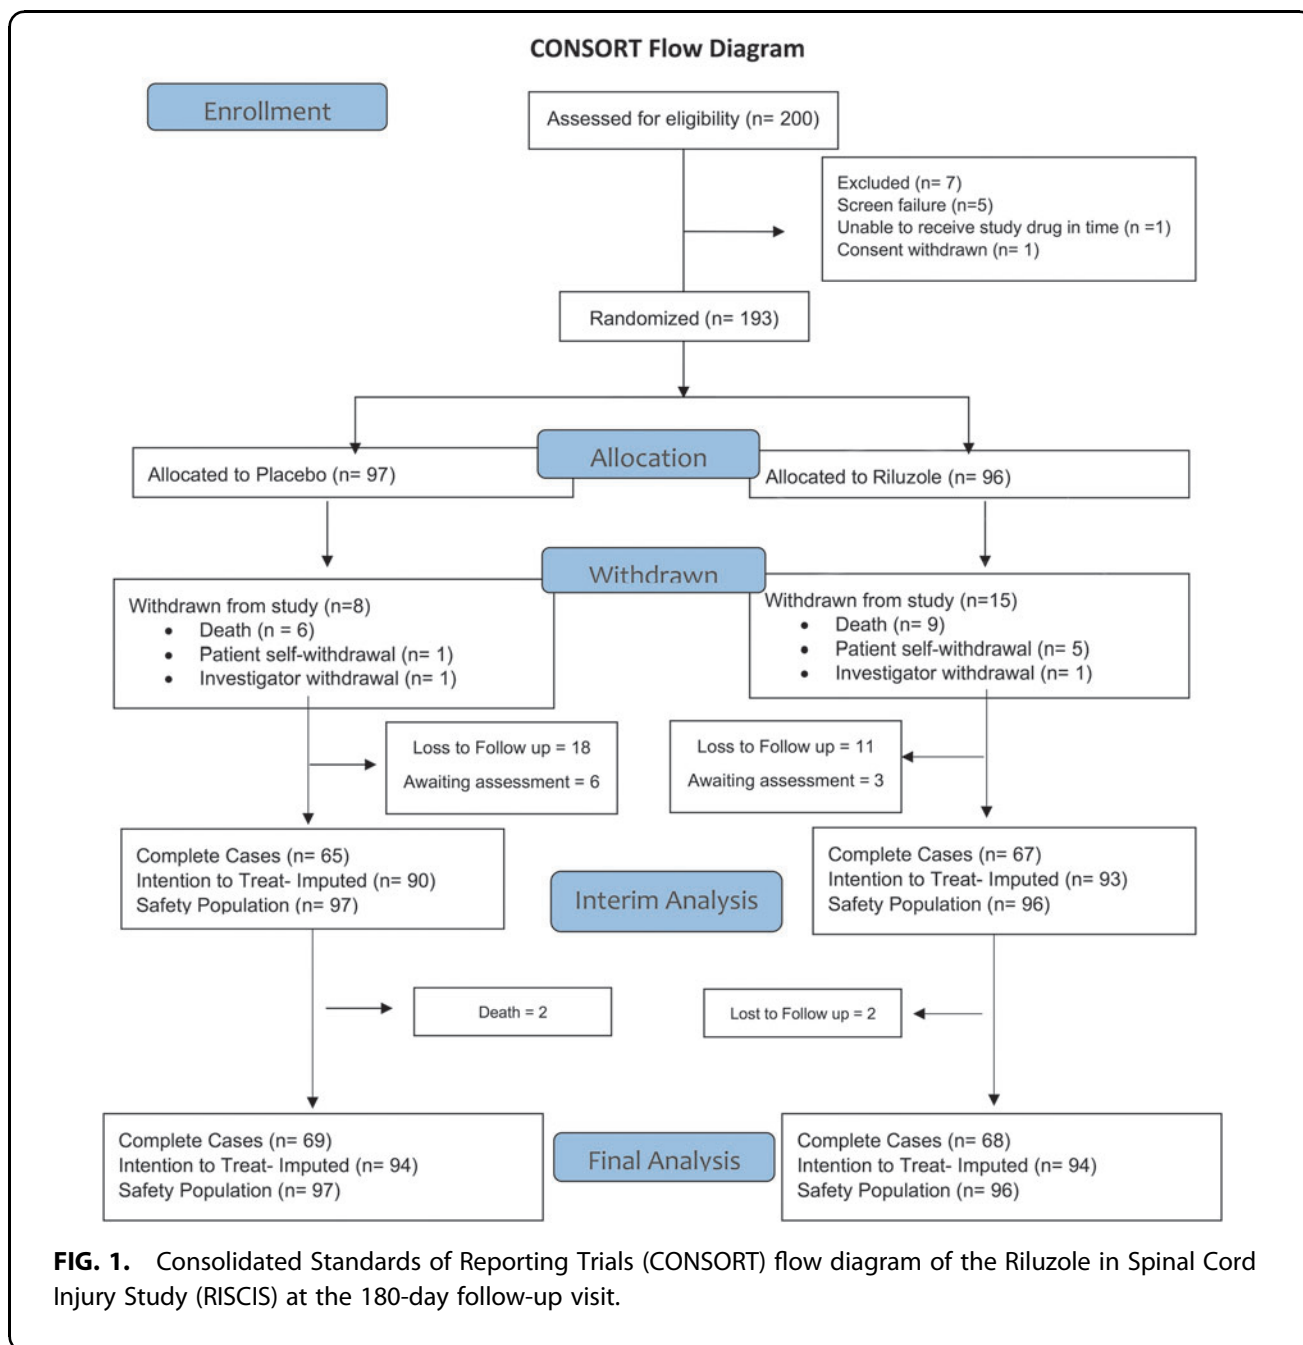 CONSORT Flow Diagram
Enrollment
Assessed for eligibility (n= 200)
Excluded (n= 7)
Screen failure (n=5)
Unable to receive study drug in time (n =1)
Consent withdrawn (n= 1)
Randomized (n= 193)
Allocation
Allocated to Placebo (n= 97)
Allocated to Riluzole (n= 96)
Withdrawn
Withdrawn from study (n=8)
• Death (n = 6)
• Patient self-withdrawal (n= 1)
• Investigator withdrawal (n= 1)
Withdrawn from study (n=15)
• Death (n= 9)
• Patient self-withdrawal (n= 5)
• Investigator withdrawal (n= 1)
Loss to Follow up = 18
Awaiting assessment = 6
Loss to Follow up = 11
Awaiting assessment = 3
Complete Cases (n= 65)
Intention to Treat- Imputed (n= 90)
Safety Population (n= 97)
Interim Analysis
Complete Cases (n= 67)
Intention to Treat- Imputed (n= 93)
Safety Population (n= 96)
Death = 2
Lost to Follow up = 2
Complete Cases (n= 69)
Intention to Treat- Imputed (n= 94)
Safety Population (n= 97)
Final Analysis
Complete Cases (n= 68)
Intention to Treat- Imputed (n= 94)
Safety Population (n= 96)
FIG. 1. Consolidated Standards of Reporting Trials (CONSORT) flow diagram of the Riluzole in Spinal Cord
Injury Study (RISCIS) at the 180-day follow-up visit.